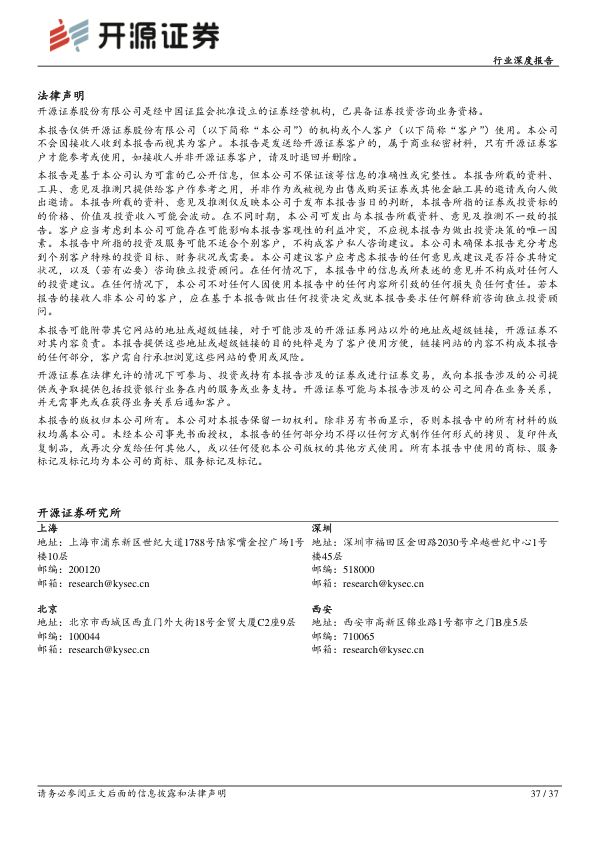 开源证券
行业深度报告
法律声明
开源证券股份有限公司是经中国证监会批准设立的证券经营机构，已具备证券投资咨询业务资格。
本报告仅供开源证券股份有限公司（以下简称“本公司”）的机构或个人客户（以下简称“客户”）使用。本公司
不会因接收人收到本报告而视其为客户。本报告是发送给开源证券客户的，属于商业秘密材料，只有开源证券客
户才能参考或使用，如接收人并非开源证券客户，请及时退回并删除。
本报告是基于本公司认为可靠的已公开信息，但本公司不保证该等信息的准确性或完整性。本报告所载的资料、
工具、意见及推测只提供给客户作参考之用，并非作为或被视为出售或购买证券或其他金融工具的邀请或向人做
出邀请。本报告所载的资料、意见及推测仅反映本公司于发布本报告当日的判断，本报告所指的证券或投资标的
的价格、价值及投资收入可能会波动。在不同时期，本公司可发出与本报告所载资料、意见及推测不一致的报
告。客户应当考虑到本公司可能存在可能影响本报告客观性的利益冲突，不应视本报告为做出投资决策的唯一因
素。本报告中所指的投资及服务可能不适合个别客户，不构成客户私人咨询建议。本公司未确保本报告充分考虑
到个别客户特殊的投资目标、财务状况或需要。本公司建议客户应考虑本报告的任何意见或建议是否符合其特定
状况，以及（若有必要）咨询独立投资顾问。在任何情况下，本报告中的信息或所表述的意见并不构成对任何人
的投资建议。在任何情况下，本公司不对任何人因使用本报告中的任何内容所引致的任何损失负任何责任。若本
报告的接收人非本公司的客户，应在基于本报告做出任何投资决定或就本报告要求任何解释前咨询独立投资顾
问。
本报告可能附带其它网站的地址或超级链接，对于可能涉及的开源证券网站以外的地址或超级链接，开源证券不
对其内容负责。本报告提供这些地址或超级链接的目的纯粹是为了客户使用方便，链接网站的内容不构成本报告
的任何部分，客户需自行承担浏览这些网站的费用或风险。
开源证券在法律允许的情况下可参与、投资或持有本报告涉及的证券或进行证券交易，或向本报告涉及的公司提
供或争取提供包括投资银行业务在内的服务或业务支持。开源证券可能与本报告涉及的公司之间存在业务关系，
并无需事先或在获得业务关系后通知客户。
本报告的版权归本公司所有。本公司对本报告保留一切权利。除非另有书面显示，否则本报告中的所有材料的版
权均属本公司。未经本公司事先书面授权，本报告的任何部分均不得以任何方式制作任何形式的拷贝、复印件或
复制品，或再次分发给任何其他人，或以任何侵犯本公司版权的其他方式使用。所有本报告中使用的商标、服务
标记及标记均为本公司的商标、服务标记及标记。
开源证券研究所
上海
地址：上海市浦东新区世纪大道1788号陆家嘴金控广场1号
楼10层
邮编：200120
邮箱：research@kysec.cn
深圳
地址：深圳市福田区金田路2030号卓越世纪中心1号
楼45层
邮编：518000
邮箱：research@kysec.cn
北京
地址：北京市西城区西直门外大街18号金贸大厦C2座9层
邮编：100044
邮箱：research@kysec.cn
西安
地址：西安市高新区锦业路1号都市之门B座5层
邮编：710065
邮箱：research@kysec.cn
请务必参阅正文后面的信息披露和法律声明
37 / 37